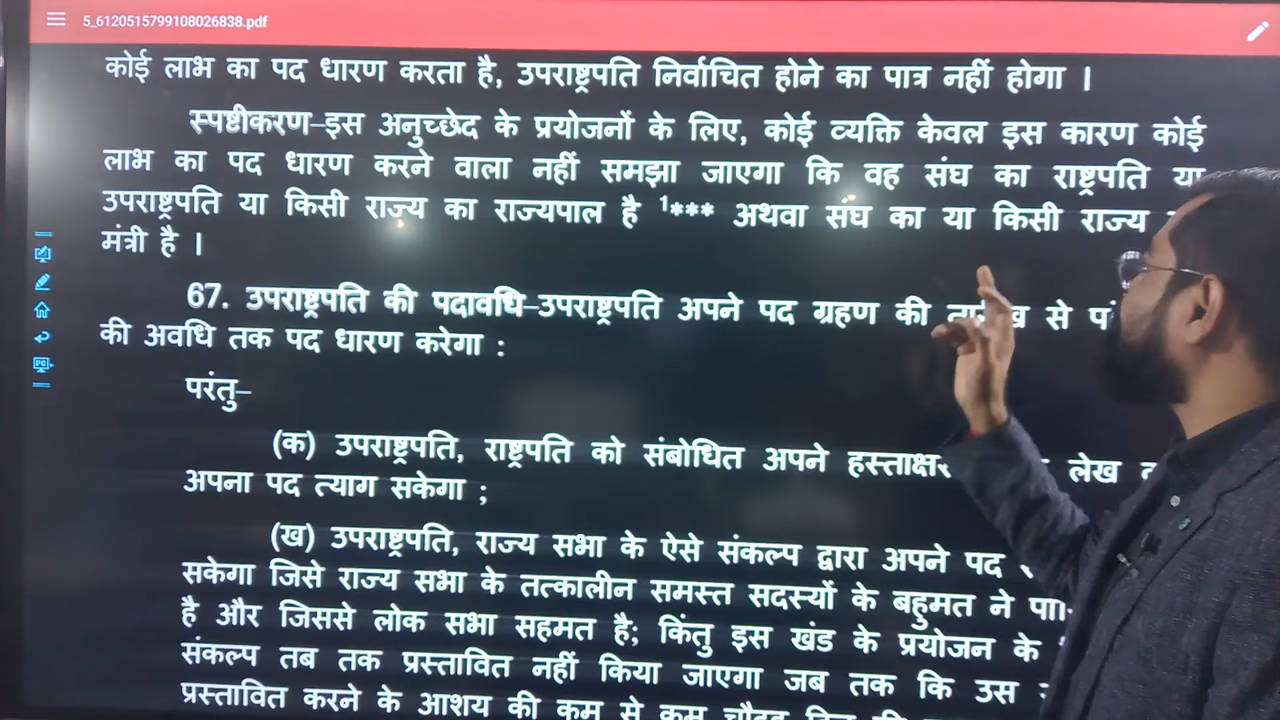 5_6120515799108026838.pdf
कोई लाभ का पद धारण करता है, उपराष्ट्रपति निर्वाचित होने का पात्र नहीं होगा ।
स्पष्टीकरण–इस अनुच्छेद के प्रयोजनों के लिए, कोई व्यक्ति केवल इस कारण कोई
लाभ का पद धारण करने वाला नहीं समझा जाएगा कि वह संघ का राष्ट्रपति या
उपराष्ट्रपति या किसी राज्य का राज्यपाल है 1*** अथवा संघ का या किसी राज्य
मंत्री है ।
67. उपराष्ट्रपति की पदावधि–उपराष्ट्रपति अपने पद ग्रहण की से
की अवधि तक पद धारण करेगा :
परंतु–
(क) उपराष्ट्रपति, राष्ट्रपति को संबोधित अपने लेख
अपना पद त्याग सकेगा ;
(ख) उपराष्ट्रपति, राज्य सभा के ऐसे संकल्प द्वारा अपने पद
सकेगा जिसे राज्य सभा के तत्कालीन समस्त सदस्यों के बहुमत ने
है और जिससे लोक सभा सहमत है; किंतु इस खंड के प्रयोजन के
संकल्प तब तक प्रस्तावित नहीं किया जाएगा जब तक कि उस
प्रस्तावित करने के आशय की कम से कम चौदह